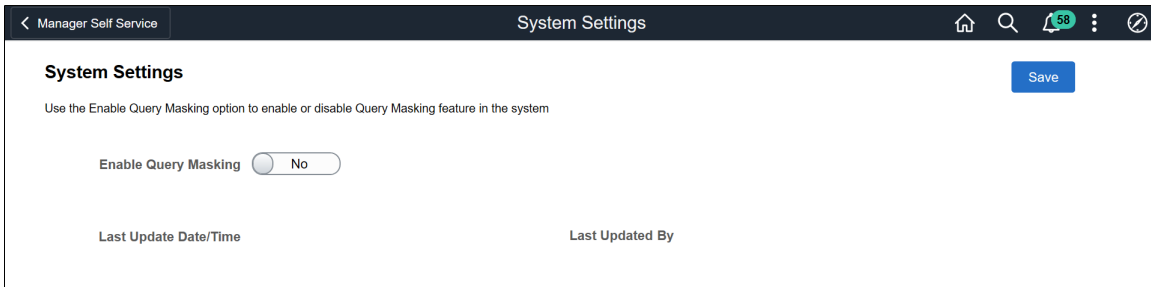 Manager Self Service
System Settings
58
System Settings
Save
Use the Enable Query Masking option to enable or disable Query Masking feature in the system
Enable Query Masking No
Last Update Date/Time Last Updated By